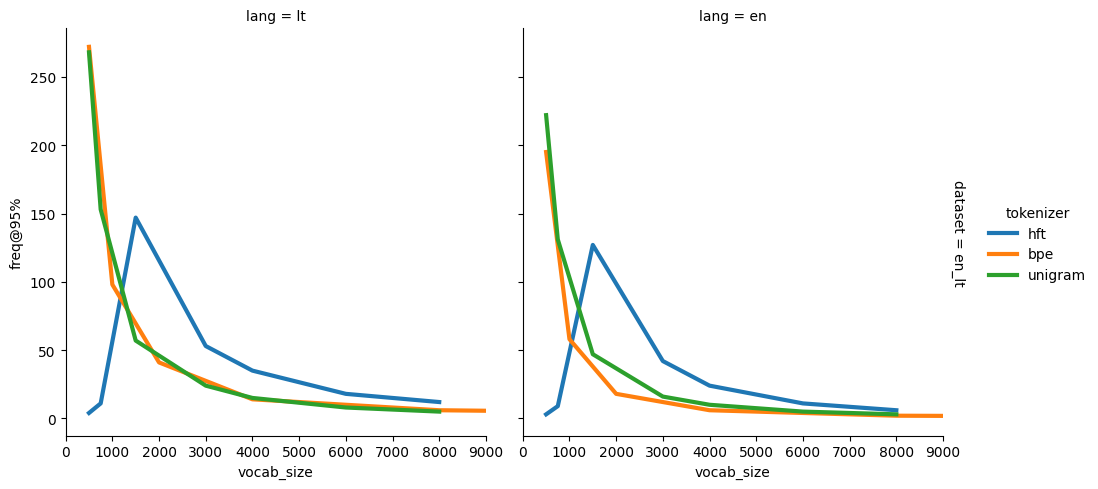 lang = lt
lang = en
freq@95%
250
200
150
100
50
0
0 1000 2000 3000 4000 5000 6000 7000 8000 9000
vocab_size
0 1000 2000 3000 4000 5000 6000 7000 8000 9000
vocab_size
dataset = en_lt
tokenizer
hft
bpe
unigram